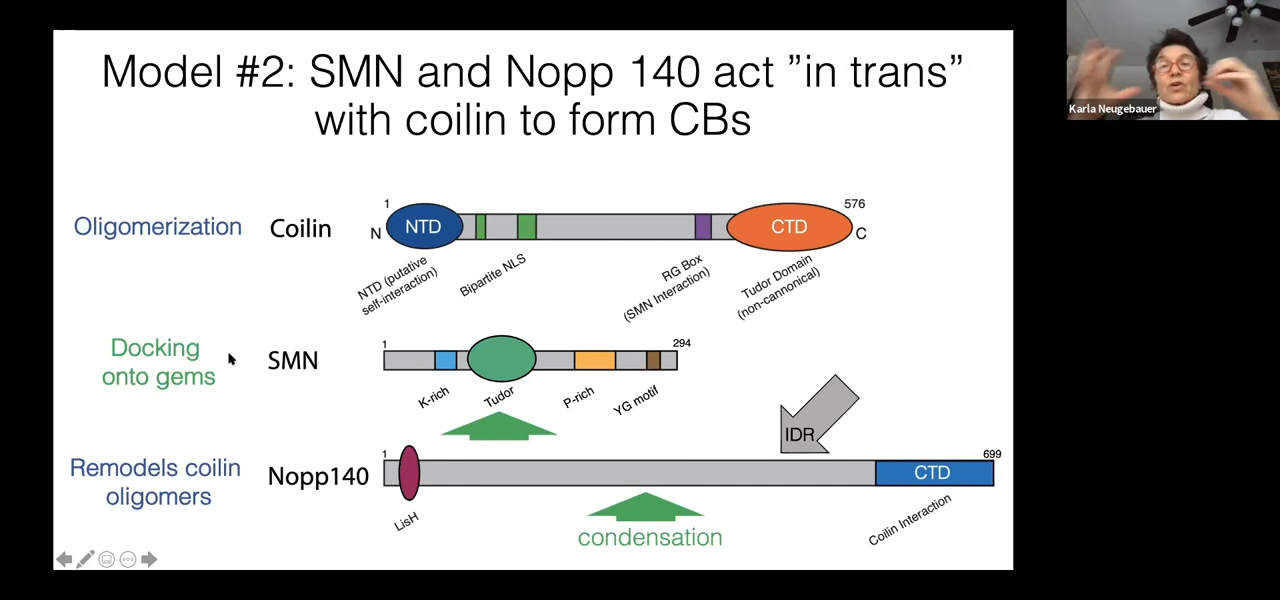 Model #2: SMN and Nopp 140 act ”in trans”
with coilin to form CBs
Karla Neugebauer
Oligomerization
Coilin
1
576
N
NTD
CTD
C
NTD (putative
self-interaction)
Bipartite NLS
RG Box
(SMN Interaction)
Tudor Domain
(non-cannonical)
Docking
onto gems
SMN
1
294
K-rich
Tudor
P-rich
YG motif
IDR
Remodels coilin
oligomers
Nopp140
1
699
CTD
LisH
Coilin Interaction
condensation